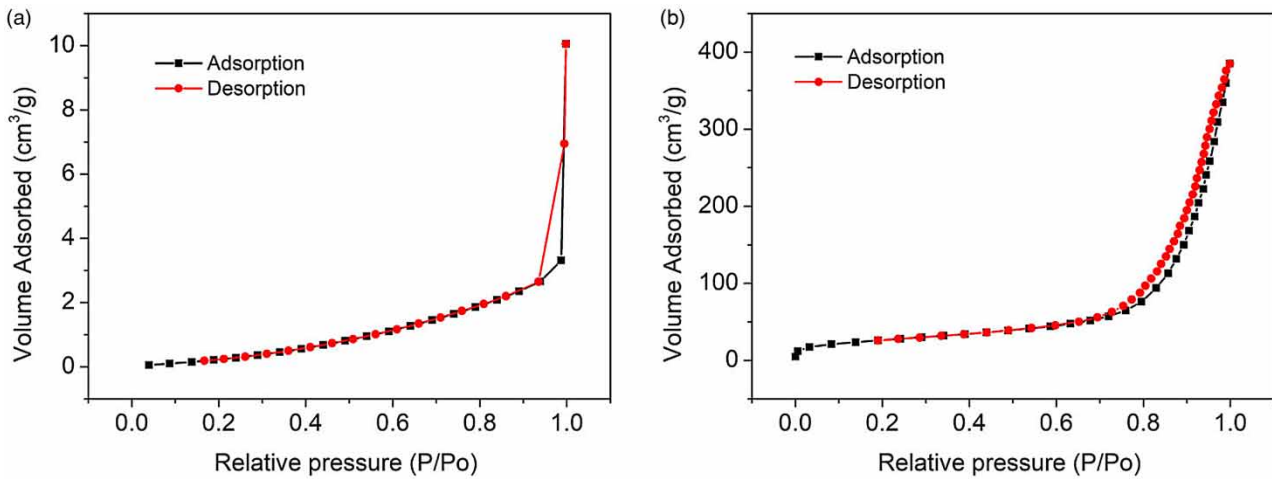 (a)
10
8
6
4
2
0
Volume Adsorbed (cm³/g)
Adsorption
Desorption
0.0 0.2 0.4 0.6 0.8 1.0
Relative pressure (P/Po)
(b)
400
300
200
100
0
Volume Adsorbed (cm³/g)
Adsorption
Desorption
0.0 0.2 0.4 0.6 0.8 1.0
Relative pressure (P/Po)